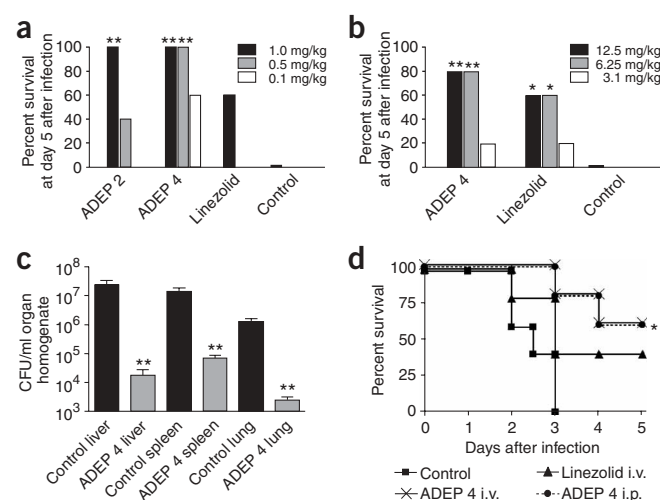 a
Percent survival
at day 5 after infection
100
80
60
40
20
0
**
**** 
1.0 mg/kg
0.5 mg/kg
0.1 mg/kg
ADEP 2
ADEP 4
Linezolid
Control
b
Percent survival
at day 5 after infection
100
80
60
40
20
0
****
* *
12.5 mg/kg
6.25 mg/kg
3.1 mg/kg
ADEP 4
Linezolid
Control
c
CFU/ml organ
homogenate
10^8
10^7
10^6
10^5
10^4
10^3
**
**
**
Control liver
ADEP 4 liver
Control spleen
ADEP 4 spleen
Control lung
ADEP 4 lung
d
Percent survival
100
75
50
25
0
*
0 1 2 3 4 5
Days after infection
Control
Linezolid i.v.
ADEP 4 i.v.
ADEP 4 i.p.